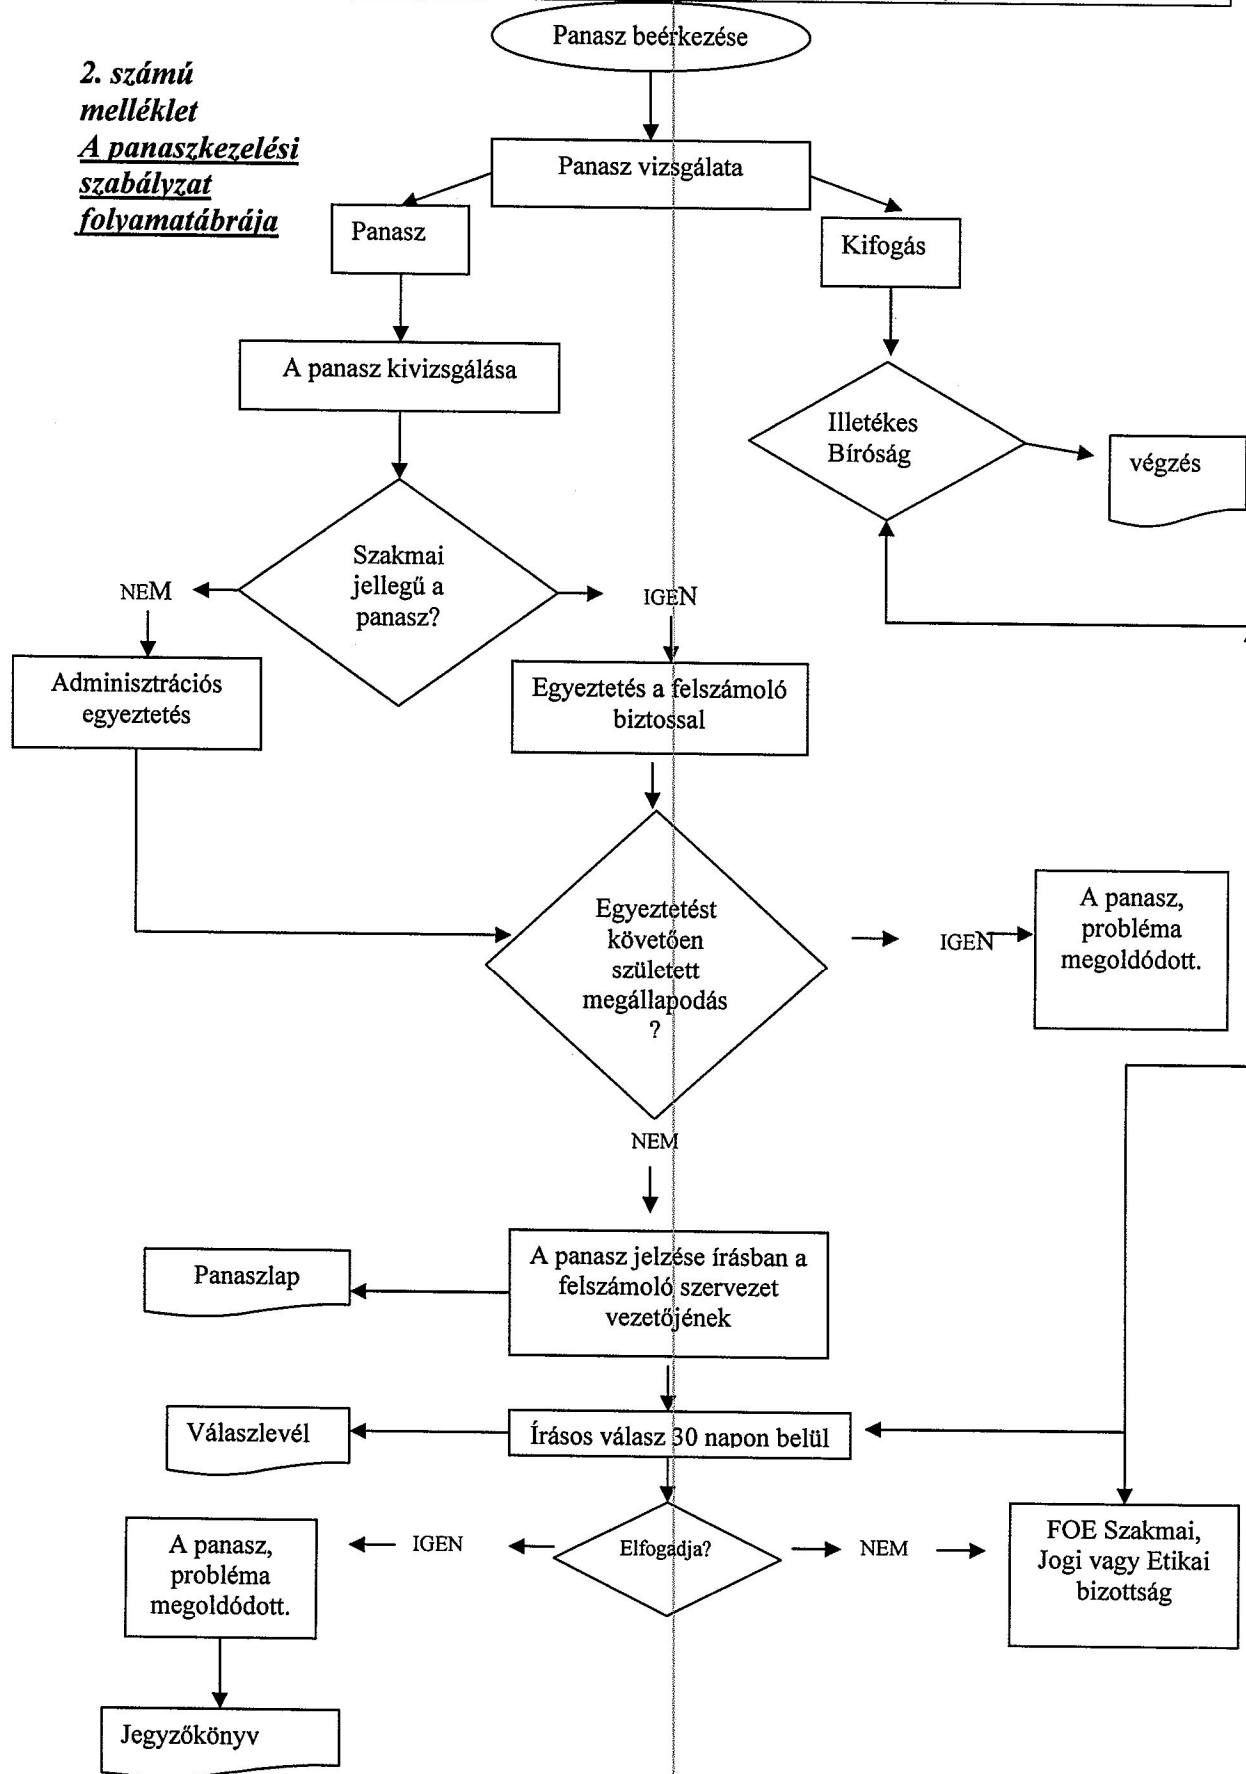 Panasz beérkezése
2. számú
melléklet
A panaszkezelési
szabályzat
folyamatábrája
Panasz vizsgálata
Panasz
Kifogás
A panasz kivizsgálása
Illetékes
Bíróság
végzés
Szakmai
jellegű a
panasz?
NEM
IGEN
Adminisztrációs
egyeztetés
Egyeztetés a felszámoló
biztossal
Egyeztetést
követően
született
megállapodás
?
IGEN
A panasz,
probléma
megoldódott.
NEM
A panasz jelzése írásban a
felszámoló szervezet
vezetőjének
Panaszlap
Írásos válasz 30 napon belül
Válaszlevél
Elfogadja?
IGEN
NEM
A panasz,
probléma
megoldódott.
FOE Szakmai,
Jogi vagy Etikai
bizottság
Jegyzőkönyv